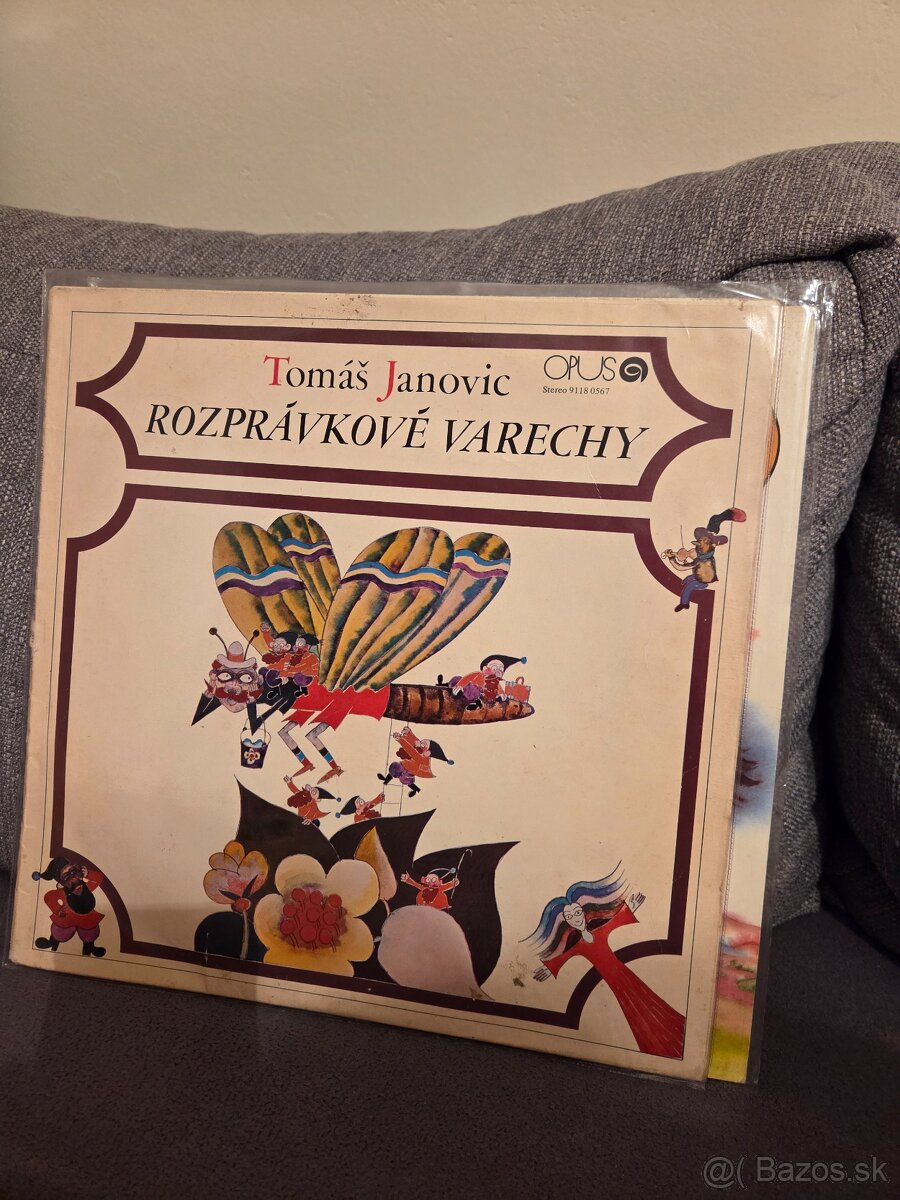 Tomáš Janovic
OPUS
Stereo 9118 0567
ROZPRÁVKOVÉ VARECHY
@( Bazos.sk